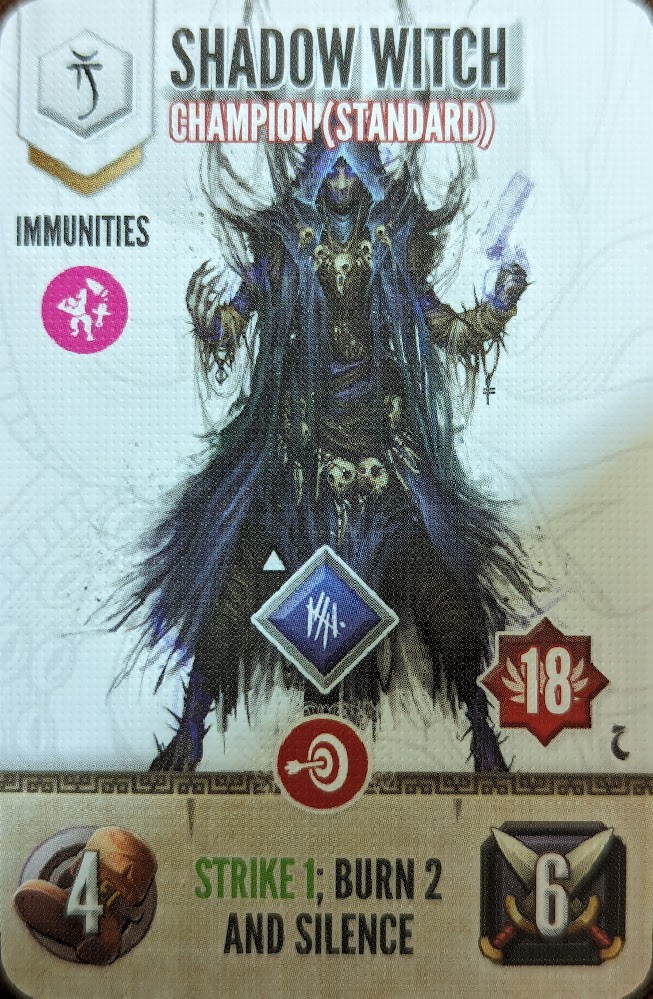 SHADOW WITCH
CHAMPION (STANDARD)
IMMUNITIES
18
4
STRIKE 1; BURN 2
AND SILENCE
6